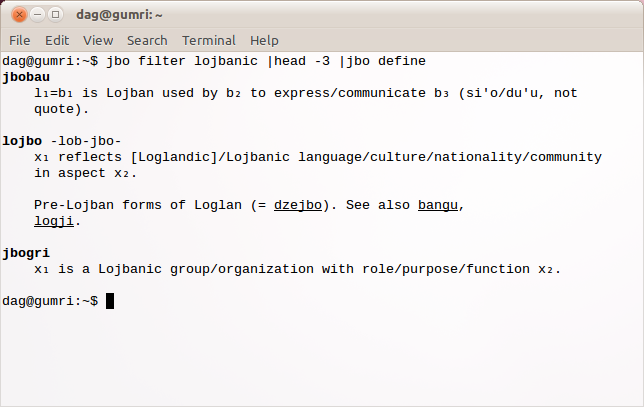 dag@gumri: ~
File Edit View Search Terminal Help
dag@gumri:~$ jbo filter lojbanic |head -3 |jbo define
jbobau
l₁=b₁ is Lojban used by b₂ to express/communicate b₃ (si'o/du'u, not
quote).
lojbo -lob-jbo-
x₁ reflects [Loglandic]/Lojbanic language/culture/nationality/community
in aspect x₂.
Pre-Lojban forms of Loglan (= dzejbo). See also bangu,
logji.
jbogri
x₁ is a Lojbanic group/organization with role/purpose/function x₂.
dag@gumri:~$